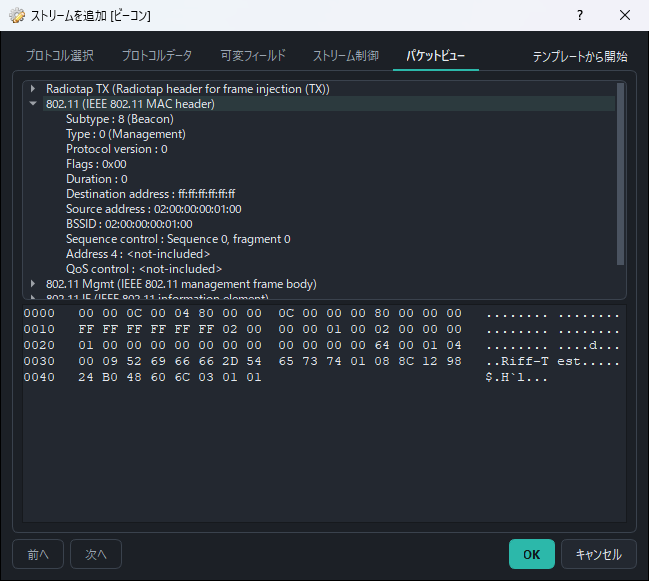 ストリームを追加 [ビーコン]
? ×
プロトコル選択 プロトコルデータ 可変フィールド ストリーム制御 パケットビュー テンプレートから開始
Radiotap TX (Radiotap header for frame injection (TX))
802.11 (IEEE 802.11 MAC header)
Subtype : 8 (Beacon)
Type : 0 (Management)
Protocol version : 0
Flags : 0x00
Duration : 0
Destination address : ff:ff:ff:ff:ff:ff
Source address : 02:00:00:00:01:00
BSSID : 02:00:00:00:01:00
Sequence control : Sequence 0, fragment 0
Address 4 : <not-included>
QoS control : <not-included>
802.11 Mgmt (IEEE 802.11 management frame body)
802.11 IE (IEEE 802.11 information element)
0000 00 00 0C 00 04 80 00 00 0C 00 00 00 80 00 00 00 ........ ........
0010 FF FF FF FF FF FF 02 00 00 00 01 00 02 00 00 00 ........ ........
0020 01 00 00 00 00 00 00 00 00 00 00 00 64 00 01 04 ........ ....d...
0030 00 09 52 69 66 66 2D 54 65 73 74 01 08 8C 12 98 ..Riff-T est.....
0040 24 B0 48 60 6C 03 01 01 $.H`l...
前へ 次へ OK キャンセル